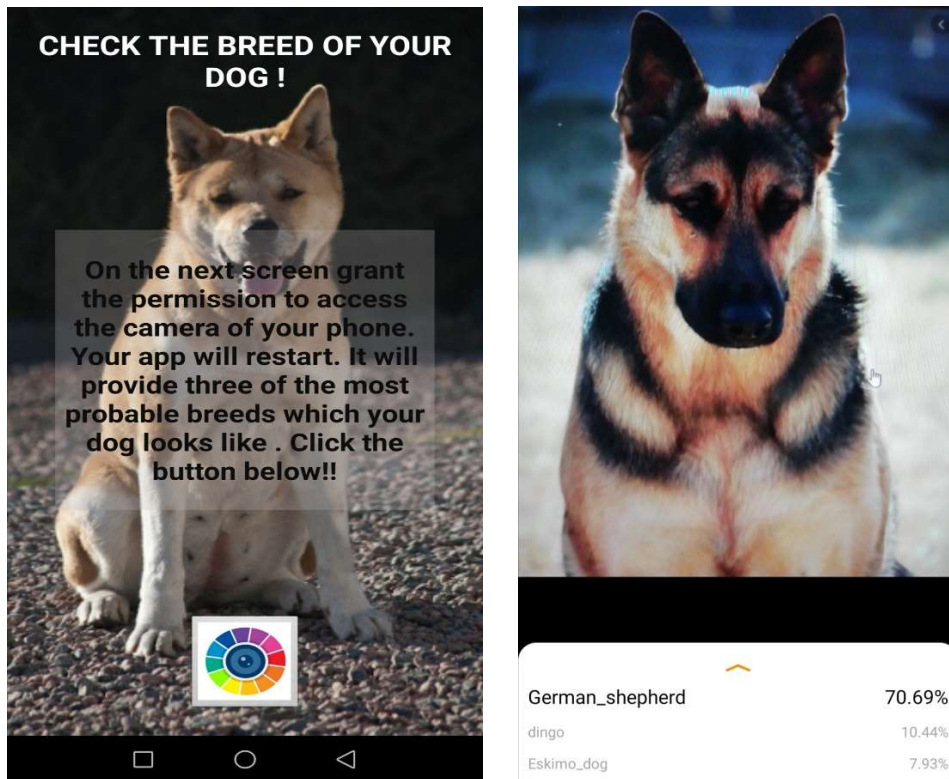 CHECK THE BREED OF YOUR
DOG !
On the next screen grant
the permission to access
the camera of your phone.
Your app will restart. It will
provide three of the most
probable breeds which your
dog looks like . Click the
button below!!
German_shepherd 70.69%
dingo 10.44%
Eskimo_dog 7.93%